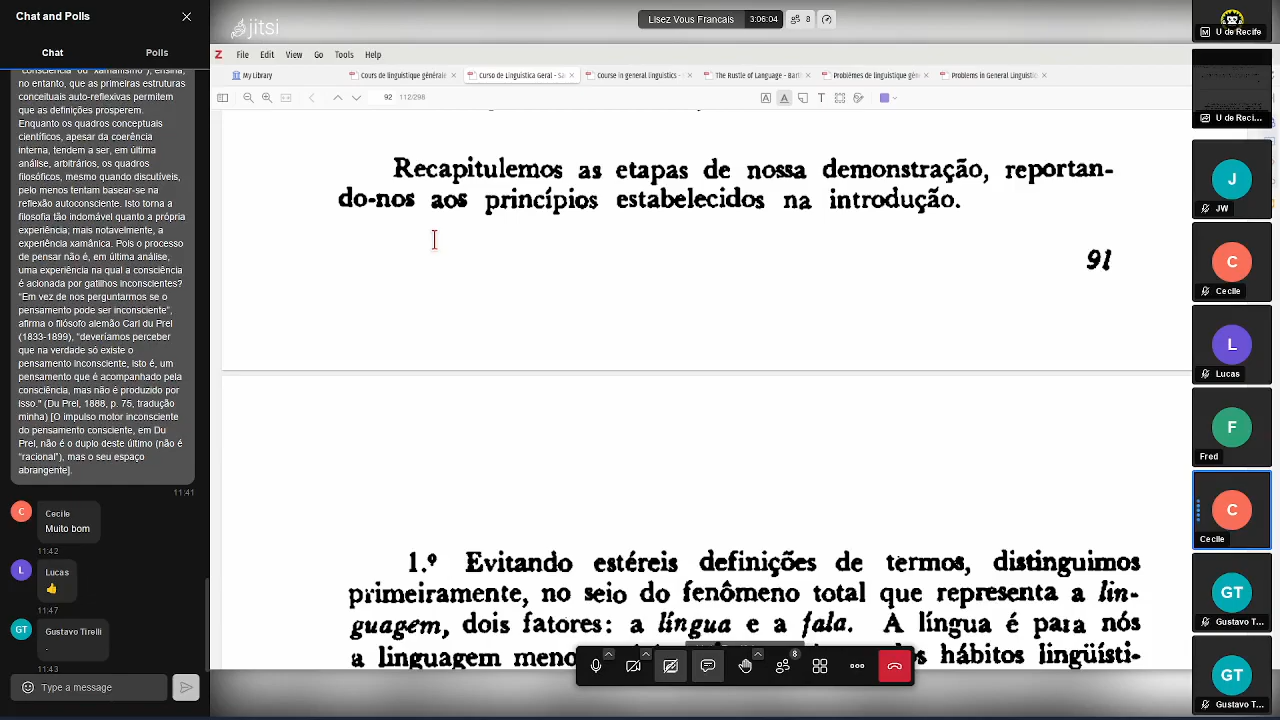 Chat and Polls
Chat
Polls
no entanto, que as primeiras estruturas
conceituais auto-reflexivas permitem
que as definições prosperem.
Enquanto os quadros conceptuais
científicos, apesar da coerência
interna, tendem a ser, em última
análise, arbitrários, os quadros
filosóficos, mesmo quando discutíveis,
pelo menos tentam basear-se na
reflexão autoconsciente. Isto torna a
filosofia tão indomável quanto a própria
experiência; mais notavelmente, a
experiência xamânica. Pois o processo
de pensar não é, em última análise,
uma experiência na qual a consciência
é acionada por gatilhos inconscientes?
“Em vez de nos perguntarmos se o
pensamento pode ser inconsciente”,
afirma o filósofo alemão Carl du Prel
(1833-1899), “deveríamos perceber
que na verdade só existe o
pensamento inconsciente, isto é, um
pensamento que é acompanhado pela
consciência, mas não é produzido por
isso.” (Du Prel, 1888, p. 75, tradução
minha) [O impulso motor inconsciente
do pensamento consciente, em Du
Prel, não é o duplo deste último (não é
“racional”), mas o seu espaço
abrangente].
11:41
C
Cecile
Muito bom
11:42
L
Lucas
👍
11:47
GT
Gustavo Tirelli
.
11:43
Type a message
jitsi
Lisez Vous Francais
3:06:04
8
Z
File
Edit
View
Go
Tools
Help
My Library
Cours de linguistique générale
Curso de Linguística Geral - Sa
Course in general linguistics -
The Rustle of Language - Bart
Problèmes de linguistique gén
Problems in General Linguistic
92
112/298
Recapitulemos as etapas de nossa demonstração, reportan-
do-nos aos princípios estabelecidos na introdução.
91
1.º Evitando estéreis definições de termos, distinguimos
primeiramente, no seio do fenômeno total que representa a lin-
guagem, dois fatores: a língua e a fala. A língua é para nós
a linguagem meno
hábitos lingüísti-
8
M
U de Recife
U de Reci...
J
JW
C
Cecile
L
Lucas
F
Fred
C
Cecile
GT
Gustavo T...
GT
Gustavo T...